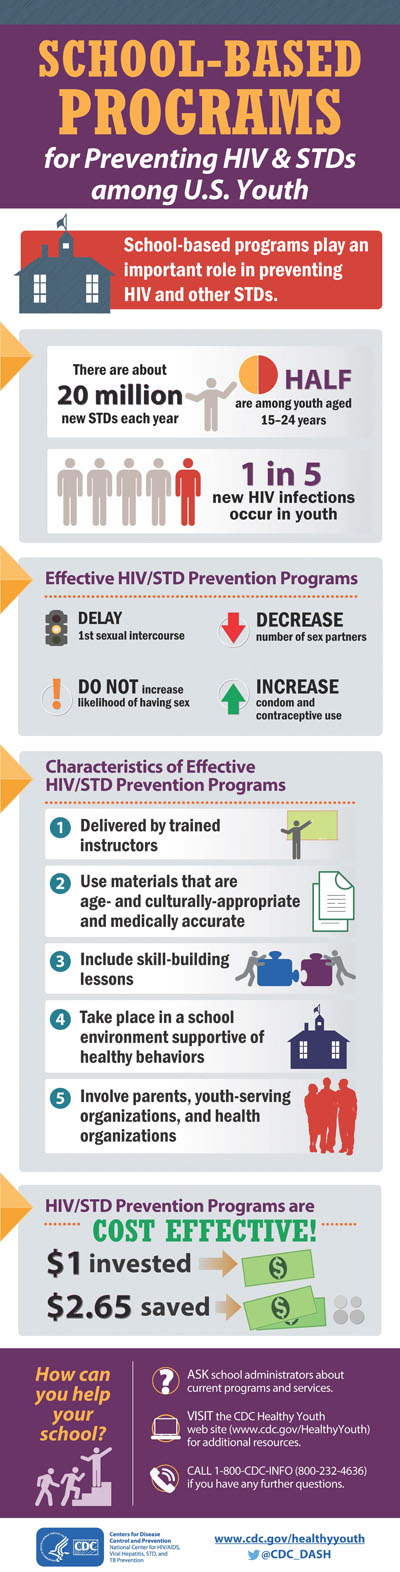 SCHOOL-BASED
PROGRAMS
for Preventing HIV & STDs
among U.S. Youth
School-based programs play an
important role in preventing
HIV and other STDs.
There are about
20 million
new STDs each year
HALF
are among youth aged
15–24 years
1 in 5
new HIV infections
occur in youth
Effective HIV/STD Prevention Programs
DELAY
1st sexual intercourse
DECREASE
number of sex partners
DO NOT increase
likelihood of having sex
INCREASE
condom and
contraceptive use
Characteristics of Effective
HIV/STD Prevention Programs
1 Delivered by trained
instructors
2 Use materials that are
age- and culturally-appropriate
and medically accurate
3 Include skill-building
lessons
4 Take place in a school
environment supportive of
healthy behaviors
5 Involve parents, youth-serving
organizations, and health
organizations
HIV/STD Prevention Programs are
COST EFFECTIVE!
$1 invested
$
$2.65 saved
$
How can
you help
your
school?
? ASK school administrators about
current programs and services.
VISIT the CDC Healthy Youth
web site (www.cdc.gov/HealthyYouth)
for additional resources.
CALL 1-800-CDC-INFO (800-232-4636)
if you have any further questions.
CDC
Centers for Disease
Control and Prevention
National Center for HIV/AIDS,
Viral Hepatitis, STD, and
TB Prevention
www.cdc.gov/healthyyouth
@CDC_DASH